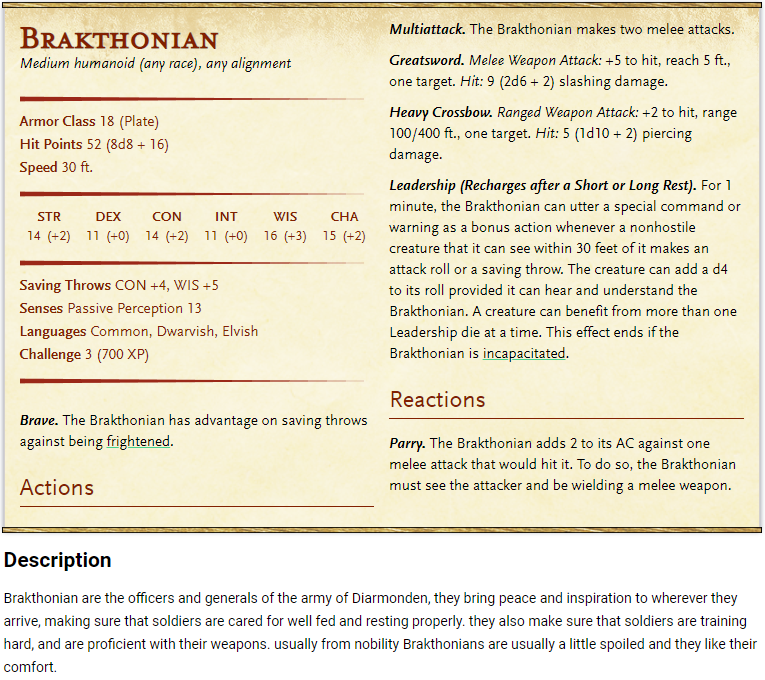 Brakthonian
Medium humanoid (any race), any alignment
Armor Class 18 (Plate)
Hit Points 52 (8d8 + 16)
Speed 30 ft.
STR DEX CON INT WIS CHA
14 (+2) 11 (+0) 14 (+2) 11 (+0) 16 (+3) 15 (+2)
Saving Throws CON +4, WIS +5
Senses Passive Perception 13
Languages Common, Dwarvish, Elvish
Challenge 3 (700 XP)
Brave. The Brakthonian has advantage on saving throws
against being frightened.
Actions
Multiattack. The Brakthonian makes two melee attacks.
Greatsword. Melee Weapon Attack: +5 to hit, reach 5 ft.,
one target. Hit: 9 (2d6 + 2) slashing damage.
Heavy Crossbow. Ranged Weapon Attack: +2 to hit, range
100/400 ft., one target. Hit: 5 (1d10 + 2) piercing
damage.
Leadership (Recharges after a Short or Long Rest). For 1
minute, the Brakthonian can utter a special command or
warning as a bonus action whenever a nonhostile
creature that it can see within 30 feet of it makes an
attack roll or a saving throw. The creature can add a d4
to its roll provided it can hear and understand the
Brakthonian. A creature can benefit from more than one
Leadership die at a time. This effect ends if the
Brakthonian is incapacitated.
Reactions
Parry. The Brakthonian adds 2 to its AC against one
melee attack that would hit it. To do so, the Brakthonian
must see the attacker and be wielding a melee weapon.
Description
Brakthonian are the officers and generals of the army of Diarmonden, they bring peace and inspiration to wherever they
arrive, making sure that soldiers are cared for well fed and resting properly. they also make sure that soldiers are training
hard, and are proficient with their weapons. usually from nobility Brakthonians are usually a little spoiled and they like their
comfort.